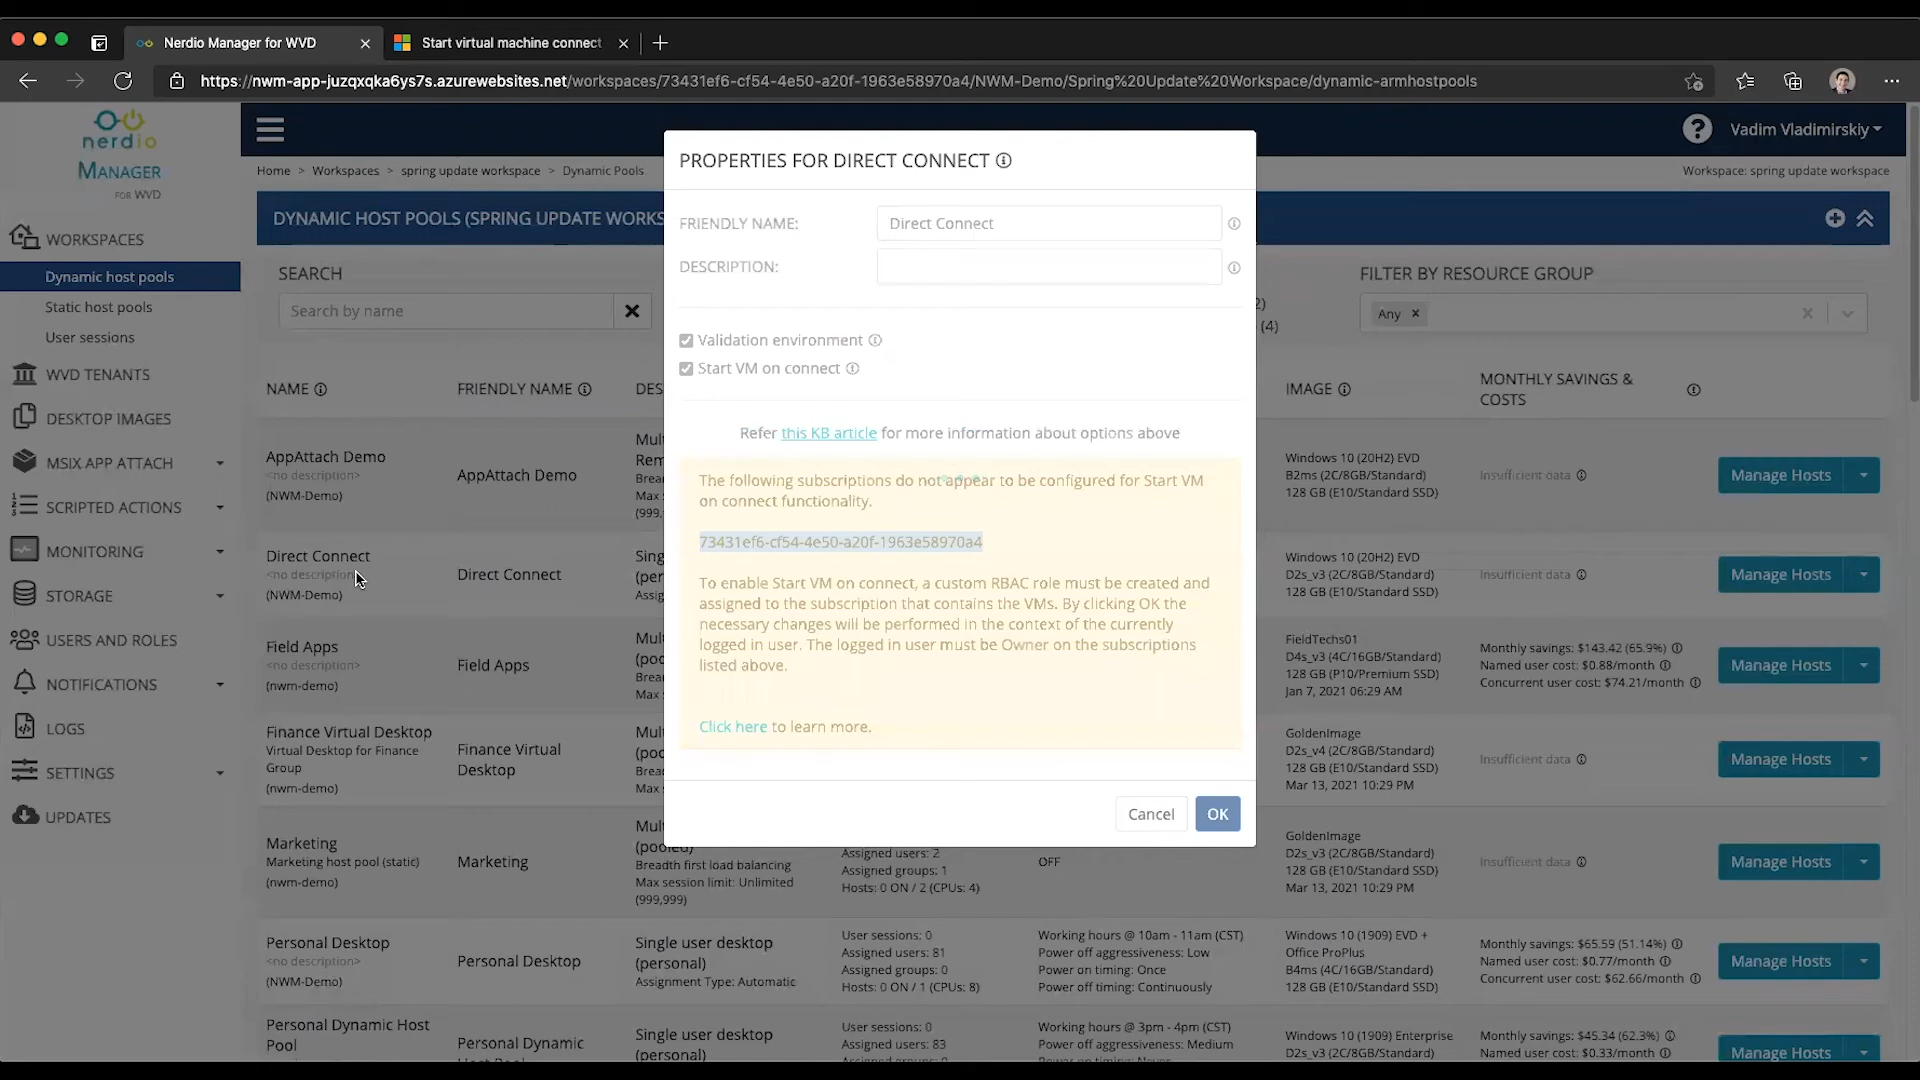 Nerdio Manager for WVD
Start virtual machine connect
https://nwm-app-juzqxqka6ys7s.azurewebsites.net/workspaces/73431ef6-cf54-4e50-a20f-1963e58970a4/NWM-Demo/Spring%20Update%20Workspace/dynamic-armhostpools
nerdio
MANAGER
FOR WVD
Vadim Vladimirskiy
Home > Workspaces > spring update workspace > Dynamic Pools
Workspace: spring update workspace
WORKSPACES
Dynamic host pools
Static host pools
User sessions
WVD TENANTS
DESKTOP IMAGES
MSIX APP ATTACH
SCRIPTED ACTIONS
MONITORING
STORAGE
USERS AND ROLES
NOTIFICATIONS
LOGS
SETTINGS
UPDATES
DYNAMIC HOST POOLS (SPRING UPDATE WORKS
SEARCH
Search by name
2)
(4)
FILTER BY RESOURCE GROUP
Any
NAME
FRIENDLY NAME
DES
IMAGE
MONTHLY SAVINGS &
COSTS
AppAttach Demo
<no description>
(NWM-Demo)
AppAttach Demo
Mul
Rem
Brea
Max
(999,
Windows 10 (20H2) EVD
B2ms (2C/8GB/Standard)
128 GB (E10/Standard SSD)
Insufficient data
Manage Hosts
Direct Connect
<no description>
(NWM-Demo)
Direct Connect
Sing
(per
Assig
Windows 10 (20H2) EVD
D2s_v3 (2C/8GB/Standard)
128 GB (E10/Standard SSD)
Insufficient data
Manage Hosts
Field Apps
<no description>
(nwm-demo)
Field Apps
Mul
(poo
Brea
Max s
FieldTechs01
D4s_v3 (4C/16GB/Standard)
128 GB (P10/Premium SSD)
Jan 7, 2021 06:29 AM
Monthly savings: $143.42 (65.9%)
Named user cost: $0.88/month
Concurrent user cost: $74.21/month
Manage Hosts
Finance Virtual Desktop
Virtual Desktop for Finance
Group
(nwm-demo)
Finance Virtual
Desktop
Mul
(poo
Brea
Max s
GoldenImage
D2s_v4 (2C/8GB/Standard)
128 GB (E10/Standard SSD)
Mar 13, 2021 10:29 PM
Insufficient data
Manage Hosts
Marketing
Marketing host pool (static)
(nwm-demo)
Marketing
Mul
(pooled)
Breadth first load balancing
Max session limit: Unlimited
(999,999)
Assigned users: 2
Assigned groups: 1
Hosts: 0 ON / 2 (CPUs: 4)
OFF
GoldenImage
D2s_v3 (2C/8GB/Standard)
128 GB (E10/Standard SSD)
Mar 13, 2021 10:29 PM
Insufficient data
Manage Hosts
Personal Desktop
<no description>
(NWM-Demo)
Personal Desktop
Single user desktop
(personal)
Assignment Type: Automatic
User sessions: 0
Assigned users: 81
Assigned groups: 0
Hosts: 0 ON / 1 (CPUs: 8)
Working hours @ 10am - 11am (CST)
Power off aggressiveness: Low
Power on timing: Once
Power off timing: Continuously
Windows 10 (1909) EVD +
Office ProPlus
B4ms (4C/16GB/Standard)
128 GB (E10/Standard SSD)
Monthly savings: $65.59 (51.14%)
Named user cost: $0.77/month
Concurrent user cost: $62.66/month
Manage Hosts
Personal Dynamic Host
Pool
Personal Dynamic
Single user desktop
(personal)
User sessions: 0
Assigned users: 83
Working hours @ 3pm - 4pm (CST)
Power off aggressiveness: Medium
Windows 10 (1909) Enterprise
D2s_v3 (2C/8GB/Standard)
Monthly savings: $45.34 (62.3%)
Named user cost: $0.33/month
Manage Hosts
PROPERTIES FOR DIRECT CONNECT
FRIENDLY NAME:
Direct Connect
DESCRIPTION:
Validation environment
Start VM on connect
Refer this KB article for more information about options above
The following subscriptions do not appear to be configured for Start VM
on connect functionality.
73431ef6-cf54-4e50-a20f-1963e58970a4
To enable Start VM on connect, a custom RBAC role must be created and
assigned to the subscription that contains the VMs. By clicking OK the
necessary changes will be performed in the context of the currently
logged in user. The logged in user must be Owner on the subscriptions
listed above.
Click here to learn more.
Cancel
OK